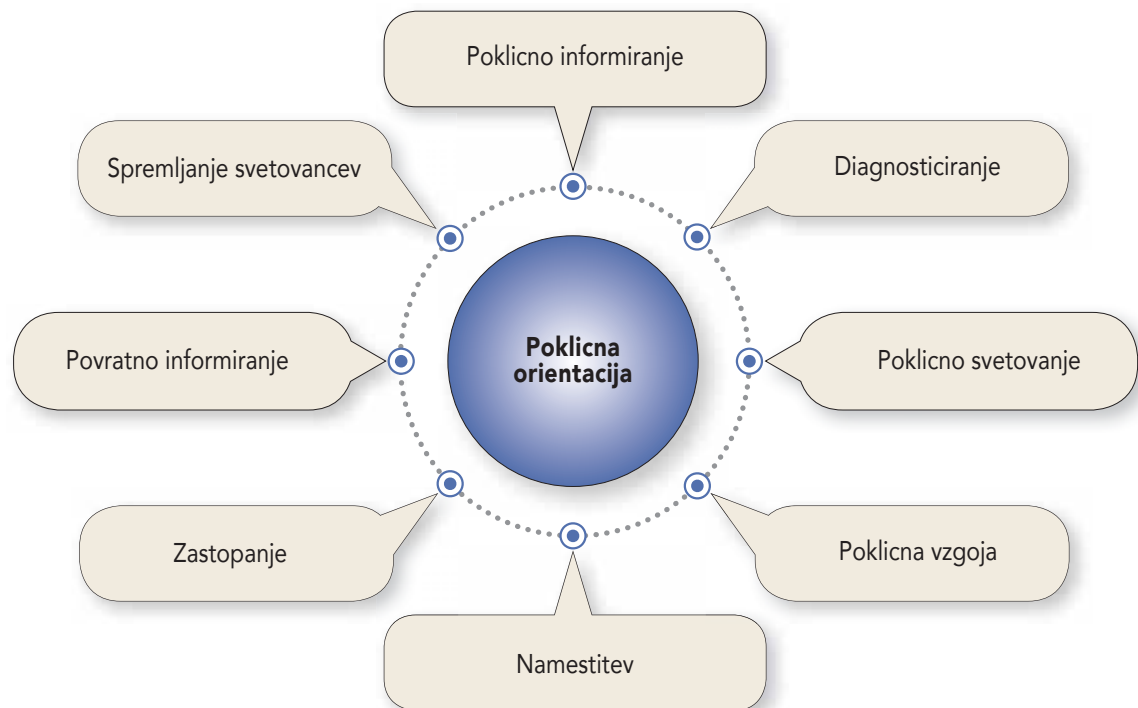 Poklicno informiranje
Spremljanje svetovancev
Diagnosticiranje
Povratno informiranje
Poklicna
orientacija
Poklicno svetovanje
Zastopanje
Poklicna vzgoja
Namestitev